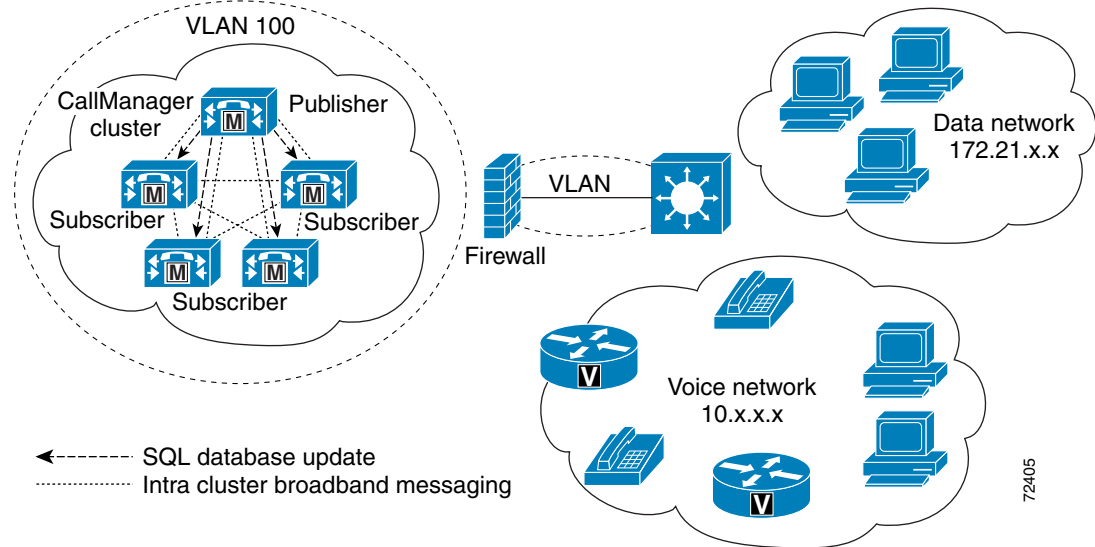 VLAN 100
CallManager
cluster
Publisher
M
M
M
Subscriber
Subscriber
M
M
Subscriber
VLAN
Firewall
Data network
172.21.x.x
V
Voice network
10.x.x.x
V
SQL database update
Intra cluster broadband messaging
72405